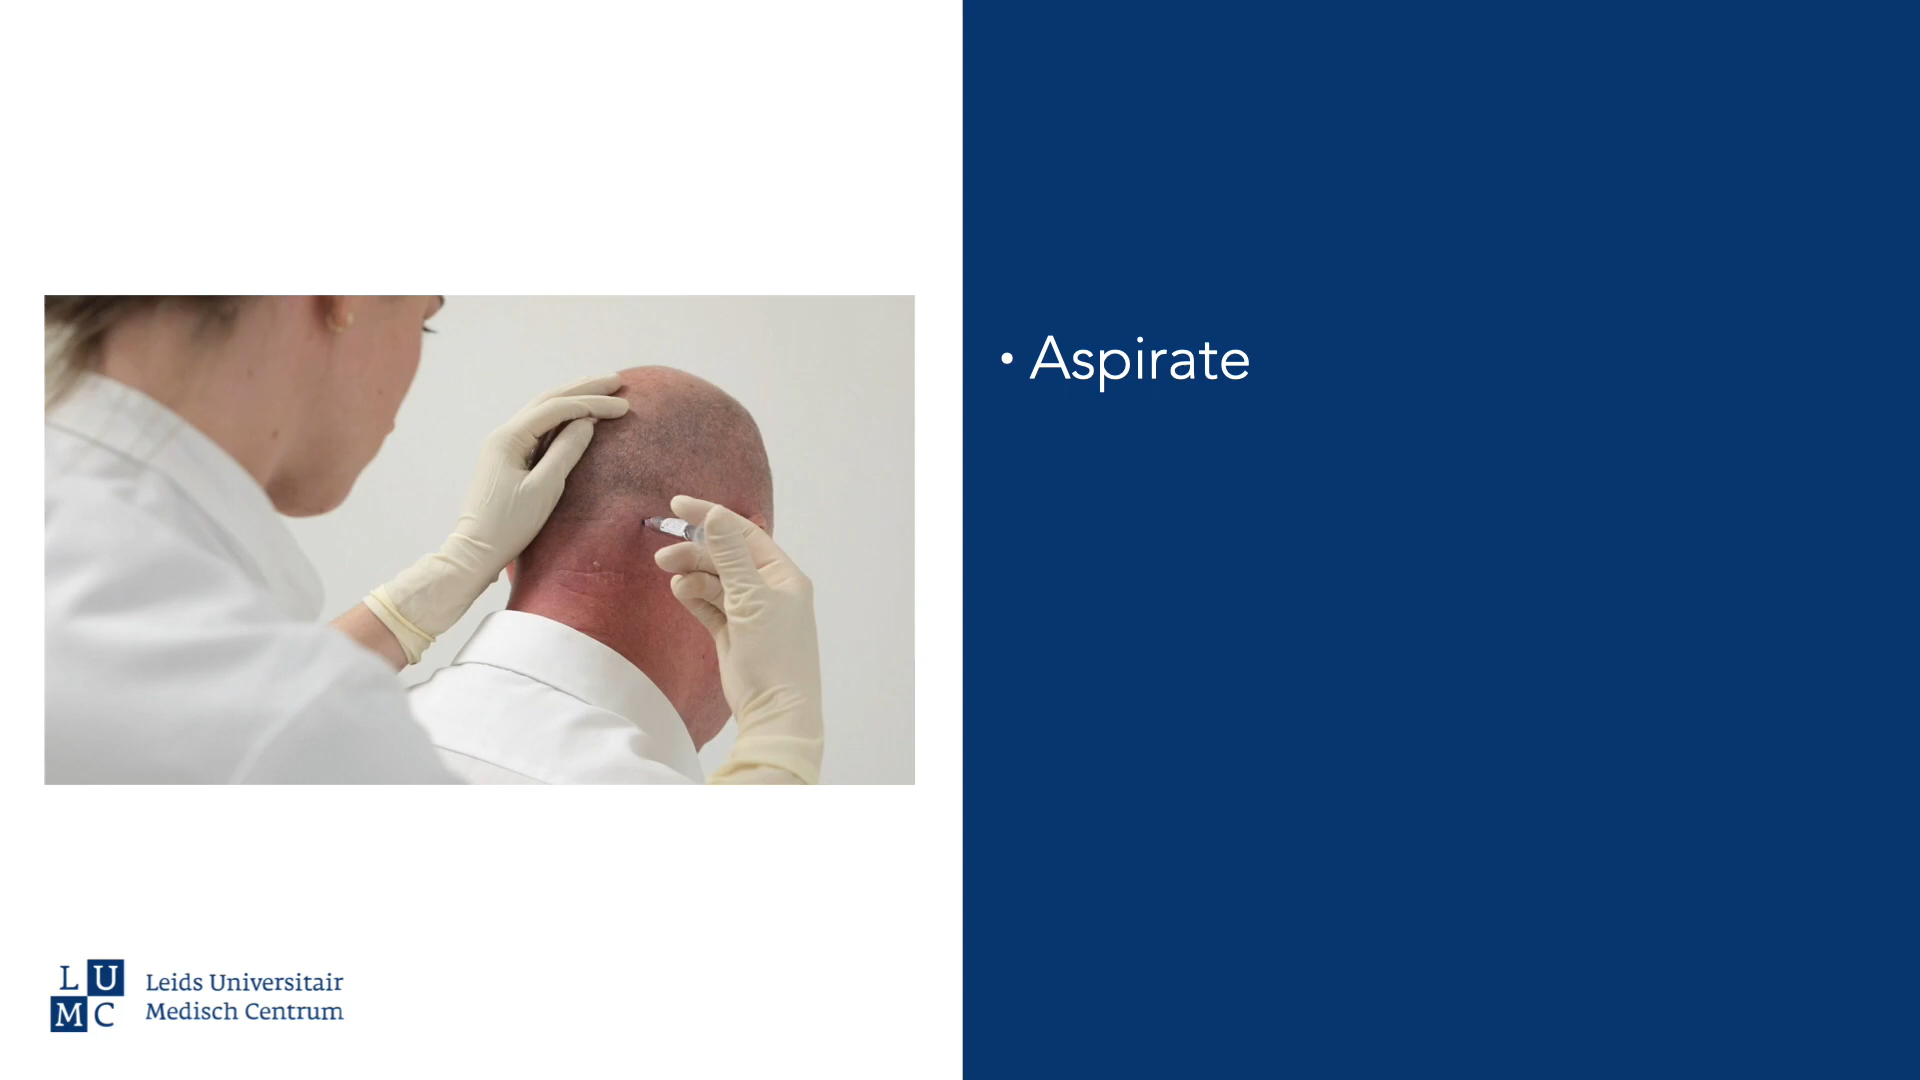 • Aspirate
L U
M C
Leids Universitair
Medisch Centrum